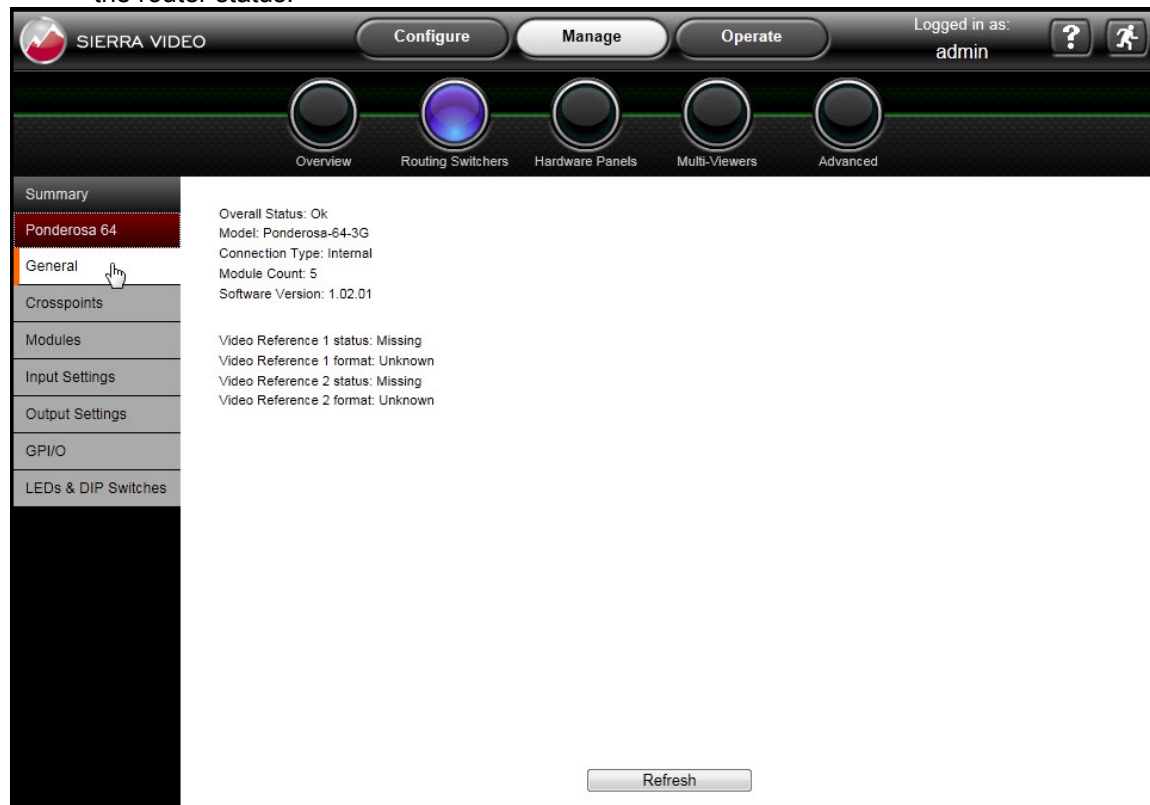 the router status.
SIERRA VIDEO
Configure
Manage
Operate
Logged in as:
admin
?
Overview
Routing Switchers
Hardware Panels
Multi-Viewers
Advanced
Summary
Ponderosa 64
General
Crosspoints
Modules
Input Settings
Output Settings
GPI/O
LEDs & DIP Switches
Overall Status: Ok
Model: Ponderosa-64-3G
Connection Type: Internal
Module Count: 5
Software Version: 1.02.01
Video Reference 1 status: Missing
Video Reference 1 format: Unknown
Video Reference 2 status: Missing
Video Reference 2 format: Unknown
Refresh